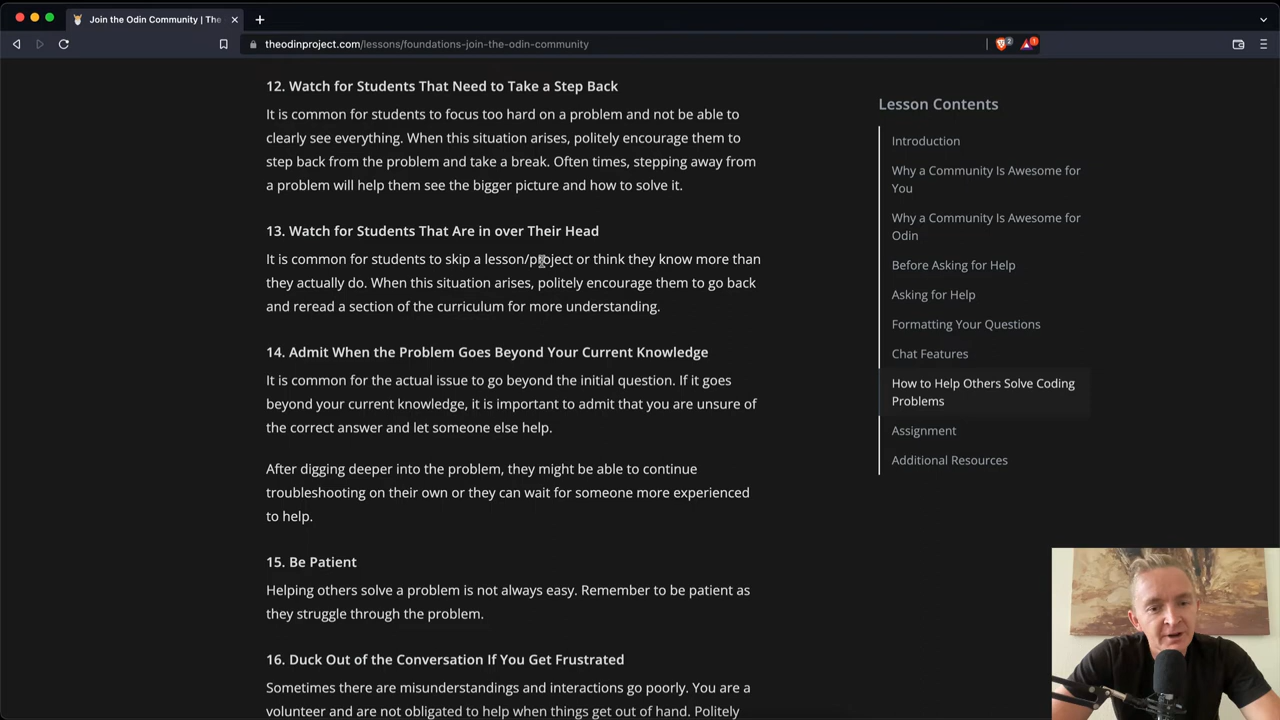 Join the Odin Community | The
theodinproject.com/lessons/foundations-join-the-odin-community
2
1
12. Watch for Students That Need to Take a Step Back
It is common for students to focus too hard on a problem and not be able to
clearly see everything. When this situation arises, politely encourage them to
step back from the problem and take a break. Often times, stepping away from
a problem will help them see the bigger picture and how to solve it.
13. Watch for Students That Are in over Their Head
It is common for students to skip a lesson/project or think they know more than
they actually do. When this situation arises, politely encourage them to go back
and reread a section of the curriculum for more understanding.
14. Admit When the Problem Goes Beyond Your Current Knowledge
It is common for the actual issue to go beyond the initial question. If it goes
beyond your current knowledge, it is important to admit that you are unsure of
the correct answer and let someone else help.
After digging deeper into the problem, they might be able to continue
troubleshooting on their own or they can wait for someone more experienced
to help.
15. Be Patient
Helping others solve a problem is not always easy. Remember to be patient as
they struggle through the problem.
16. Duck Out of the Conversation If You Get Frustrated
Sometimes there are misunderstandings and interactions go poorly. You are a
volunteer and are not obligated to help when things get out of hand. Politely
Lesson Contents
Introduction
Why a Community Is Awesome for
You
Why a Community Is Awesome for
Odin
Before Asking for Help
Asking for Help
Formatting Your Questions
Chat Features
How to Help Others Solve Coding
Problems
Assignment
Additional Resources